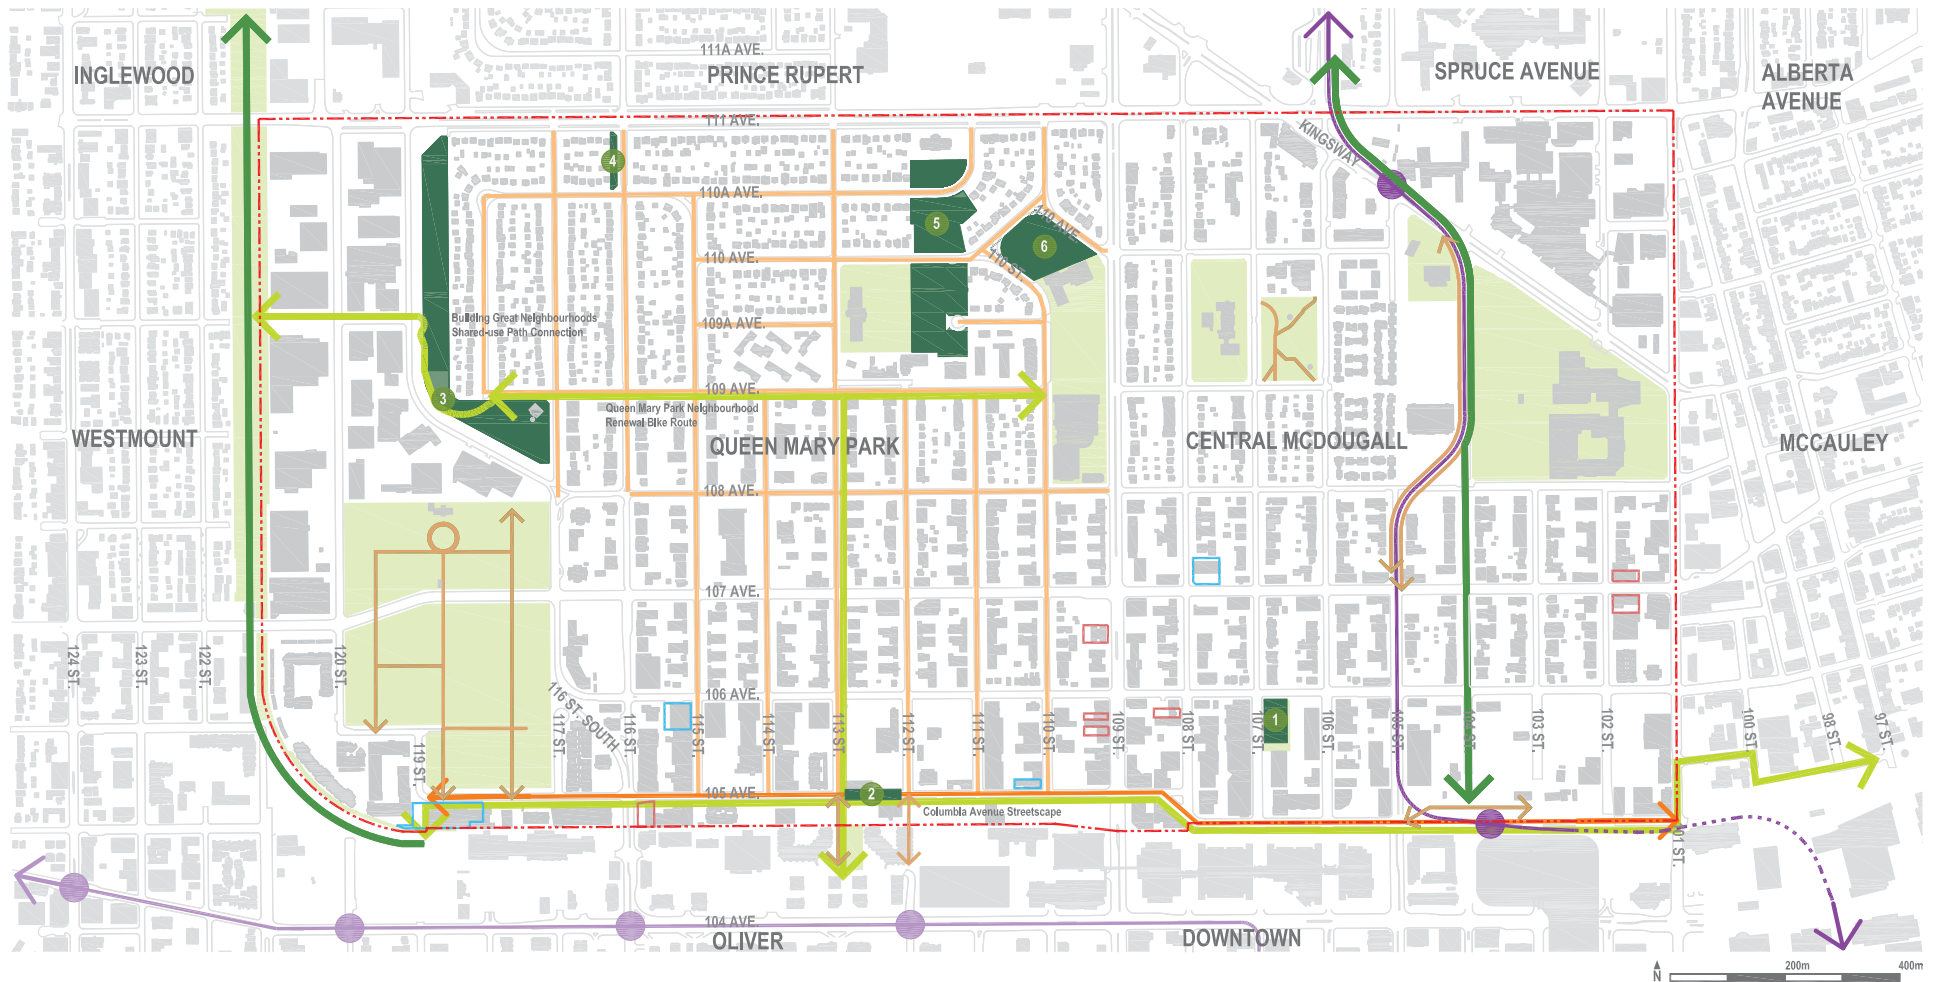 111A AVE.
PRINCE RUPERT
INGLEWOOD
SPRUCE AVENUE
ALBERTA
AVENUE
111 AVE.
KINGSWAY
4
110A AVE.
5
110 AVE.
6
110 AVE.
110 ST.
Building Great Neighbourhoods
Shared-use Path Connection
109A AVE.
109 AVE.
3
Queen Mary Park Neighbourhood
Renewal Bike Route
WESTMOUNT
QUEEN MARY PARK
CENTRAL MCDOUGALL
MCCAULEY
108 AVE.
107 AVE.
124 ST.
123 ST.
122 ST.
120 ST.
106 AVE.
116 ST. SOUTH
119 ST.
117 ST.
116 ST.
115 ST.
114 ST.
113 ST.
112 ST.
111 ST.
110 ST.
109 ST.
108 ST.
107 ST.
1
106 ST.
105 ST.
104 ST.
103 ST.
102 ST.
100 ST.
98 ST.
97 ST.
105 AVE.
2
Columbia Avenue Streetscape
101 ST.
104 AVE.
OLIVER
DOWNTOWN
N
200m
400m